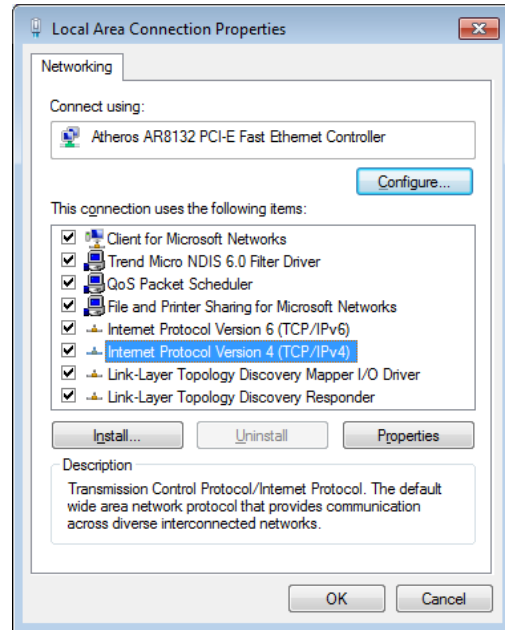 Local Area Connection Properties
Networking
Connect using:
Atheros AR8132 PCI-E Fast Ethernet Controller
Configure...
This connection uses the following items:
Client for Microsoft Networks
Trend Micro NDIS 6.0 Filter Driver
QoS Packet Scheduler
File and Printer Sharing for Microsoft Networks
Internet Protocol Version 6 (TCP/IPv6)
Internet Protocol Version 4 (TCP/IPv4)
Link-Layer Topology Discovery Mapper I/O Driver
Link-Layer Topology Discovery Responder
Install... Uninstall Properties
Description
Transmission Control Protocol/Internet Protocol. The default
wide area network protocol that provides communication
across diverse interconnected networks.
OK Cancel